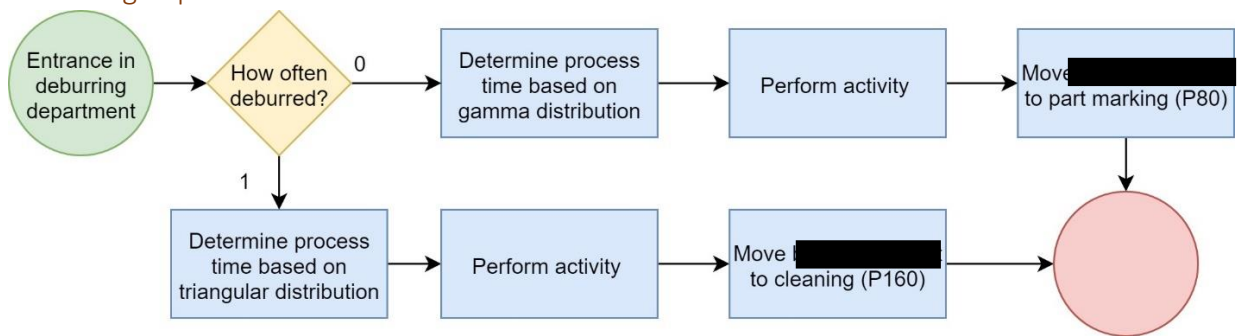 Entrance in
deburring
department
How often
deburred?
0
Determine process
time based on
gamma distribution
Perform activity
Move
to part marking (P80)
1
Determine process
time based on
triangular distribution
Perform activity
Move
to cleaning (P160)